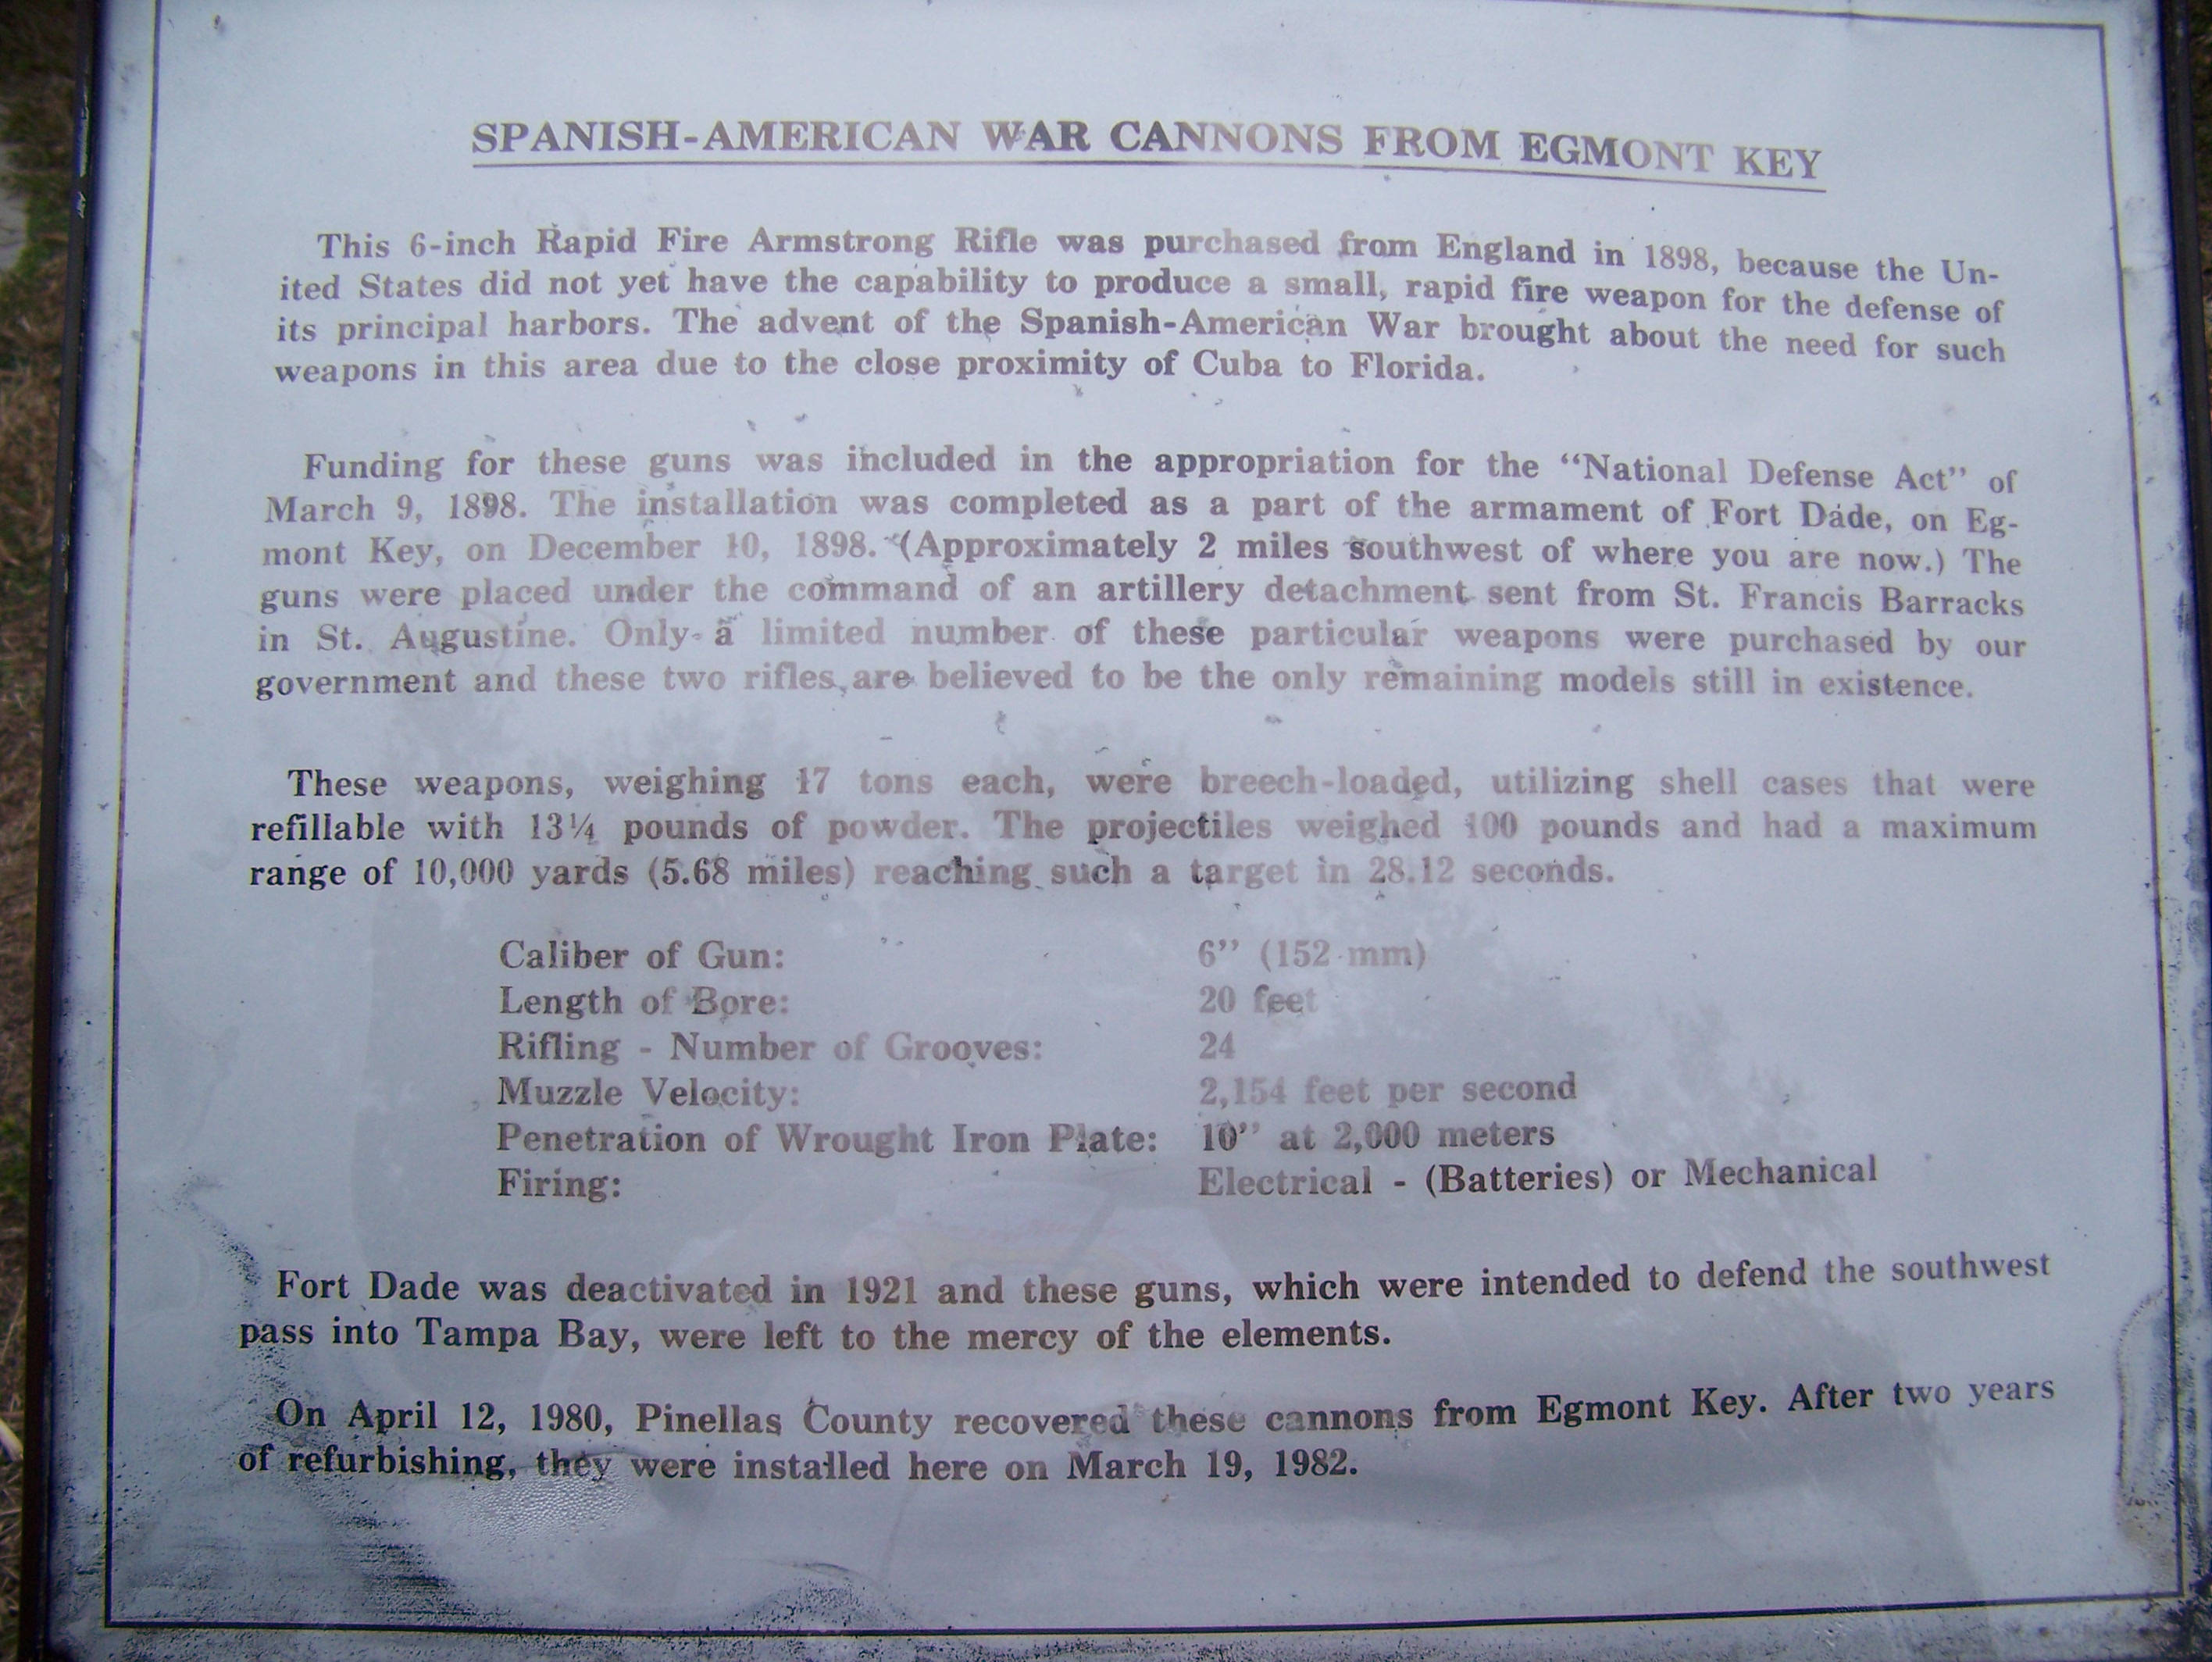 SPANISH-AMERICAN WAR CANNONS FROM EGMONT KEY
This 6-inch Rapid Fire Armstrong Rifle was purchased from England in 1898, because the Un-
ited States did not yet have the capability to produce a small, rapid fire weapon for the defense of
its principal harbors. The advent of the Spanish-American War brought about the need for such
weapons in this area due to the close proximity of Cuba to Florida.
Funding for these guns was included in the appropriation for the “National Defense Act” of
March 9, 1898. The installation was completed as a part of the armament of Fort Dade, on Eg-
mont Key, on December 10, 1898. (Approximately 2 miles southwest of where you are now.) The
guns were placed under the command of an artillery detachment sent from St. Francis Barracks
in St. Augustine. Only a limited number of these particular weapons were purchased by our
government and these two rifles are believed to be the only remaining models still in existence.
These weapons, weighing 17 tons each, were breech-loaded, utilizing shell cases that were
refillable with 13¼ pounds of powder. The projectiles weighed 100 pounds and had a maximum
range of 10,000 yards (5.68 miles) reaching such a target in 28.12 seconds.
Caliber of Gun: 6” (152 mm)
Length of Bore: 20 feet
Rifling - Number of Grooves: 24
Muzzle Velocity: 2,154 feet per second
Penetration of Wrought Iron Plate: 10” at 2,000 meters
Firing: Electrical - (Batteries) or Mechanical
Fort Dade was deactivated in 1921 and these guns, which were intended to defend the southwest
pass into Tampa Bay, were left to the mercy of the elements.
On April 12, 1980, Pinellas County recovered these cannons from Egmont Key. After two years
of refurbishing, they were installed here on March 19, 1982.